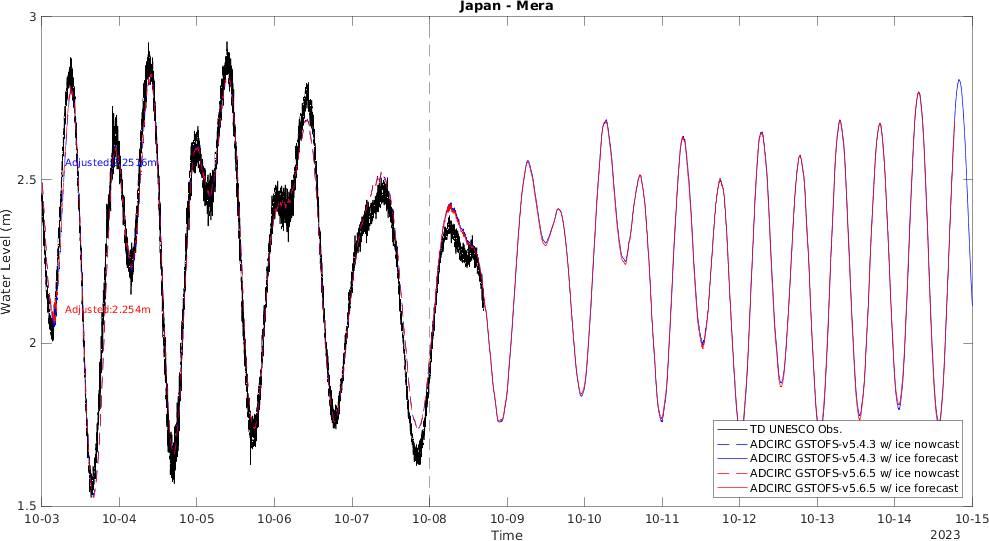 Japan - Mera
3
2.5
2
1.5
Water Level (m)
Adjusted:2.2516m
Adjusted:2.254m
TD UNESCO Obs.
ADCIRC GSTOFS-v5.4.3 w/ ice nowcast
ADCIRC GSTOFS-v5.4.3 w/ ice forecast
ADCIRC GSTOFS-v5.6.5 w/ ice nowcast
ADCIRC GSTOFS-v5.6.5 w/ ice forecast
10-03 10-04 10-05 10-06 10-07 10-08 10-09 10-10 10-11 10-12 10-13 10-14 10-15
Time
2023